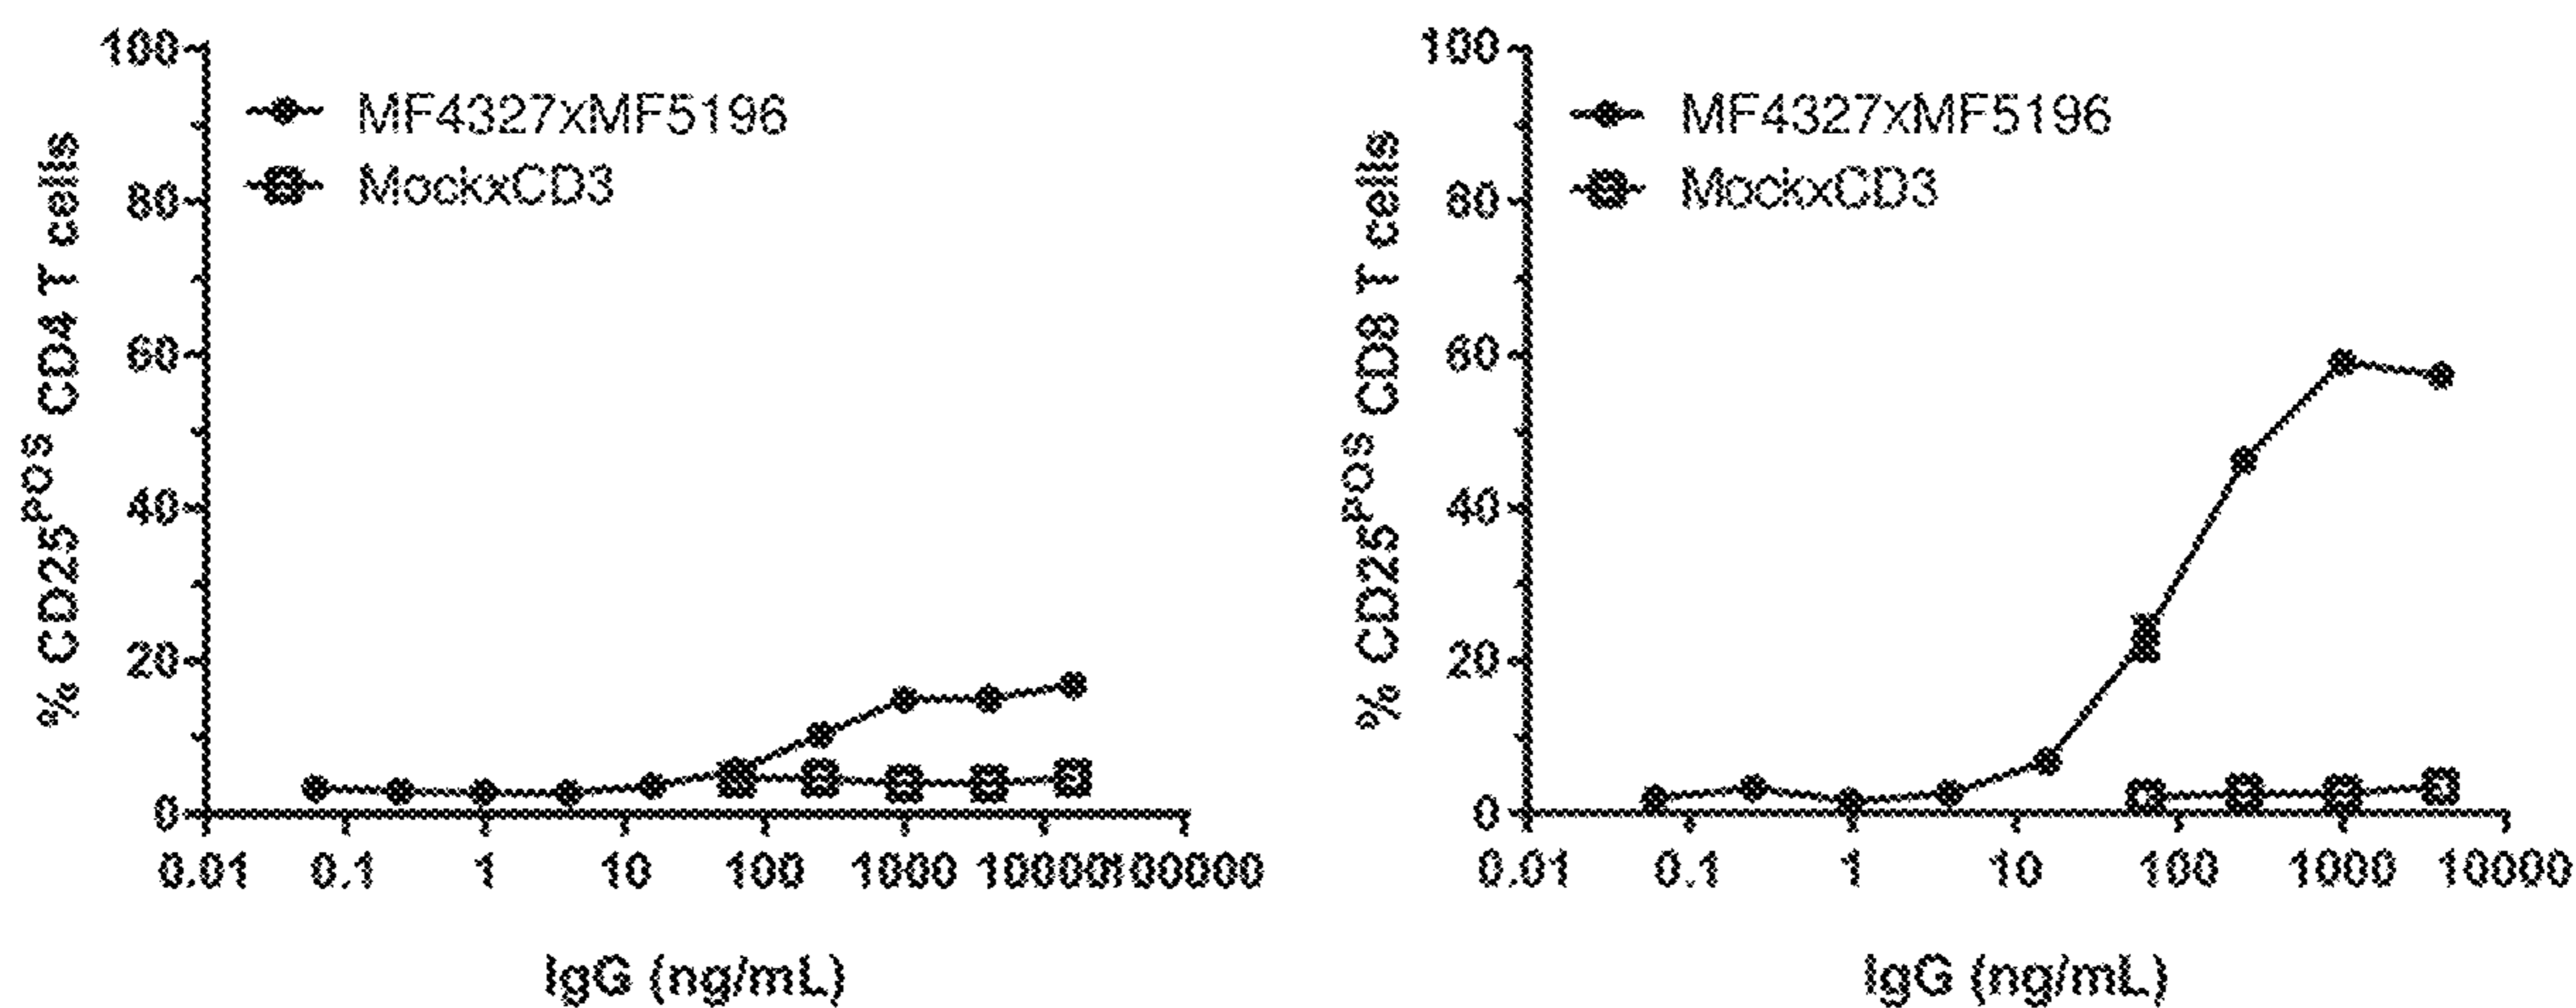 100
80
60
40
20
0
% CD25POS CD4 T cells
MF4327xMF5196
MockxCD3
0.01 0.1 1 10 100 1000 10000 100000
IgG (ng/mL)
100
80
60
40
20
0
% CD25POS CD8 T cells
MF4327xMF5196
MockxCD3
0.01 0.1 1 10 100 1000 10000
IgG (ng/mL)